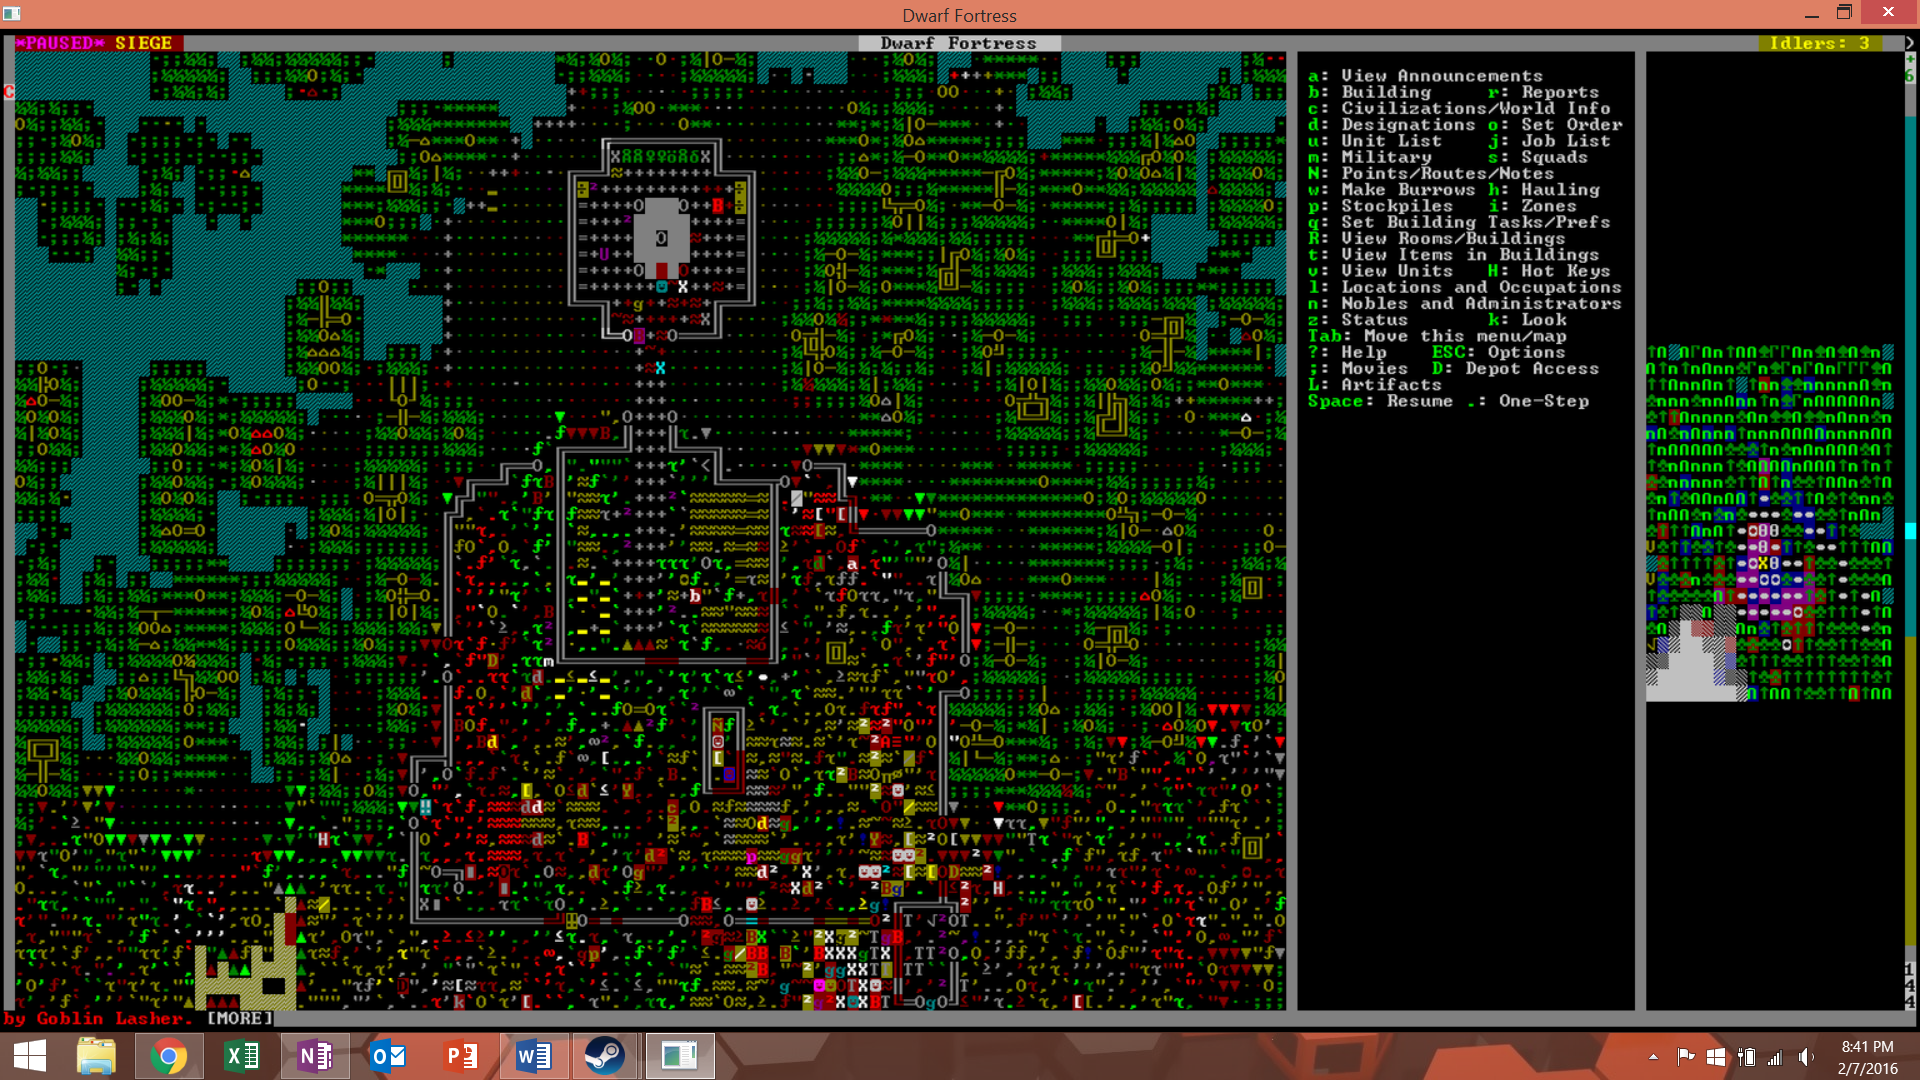 Dwarf Fortress
*PAUSED* SIEGE
Dwarf Fortress
Idlers: 3
a: View Announcements
b: Building r: Reports
c: Civilizations/World Info
d: Designations o: Set Order
u: Unit List j: Job List
m: Military s: Squads
N: Points/Routes/Notes
w: Make Burrows h: Hauling
p: Stockpiles i: Zones
q: Set Building Tasks/Prefs
R: View Rooms/Buildings
t: View Items in Buildings
v: View Units H: Hot Keys
l: Locations and Occupations
n: Nobles and Administrators
z: Status k: Look
Tab: Move this menu/map
?: Help ESC: Options
;: Movies D: Depot Access
L: Artifacts
Space: Resume .: One-Step
+
6
1
4
4
by Goblin Lasher. [MORE]
8:41 PM
2/7/2016